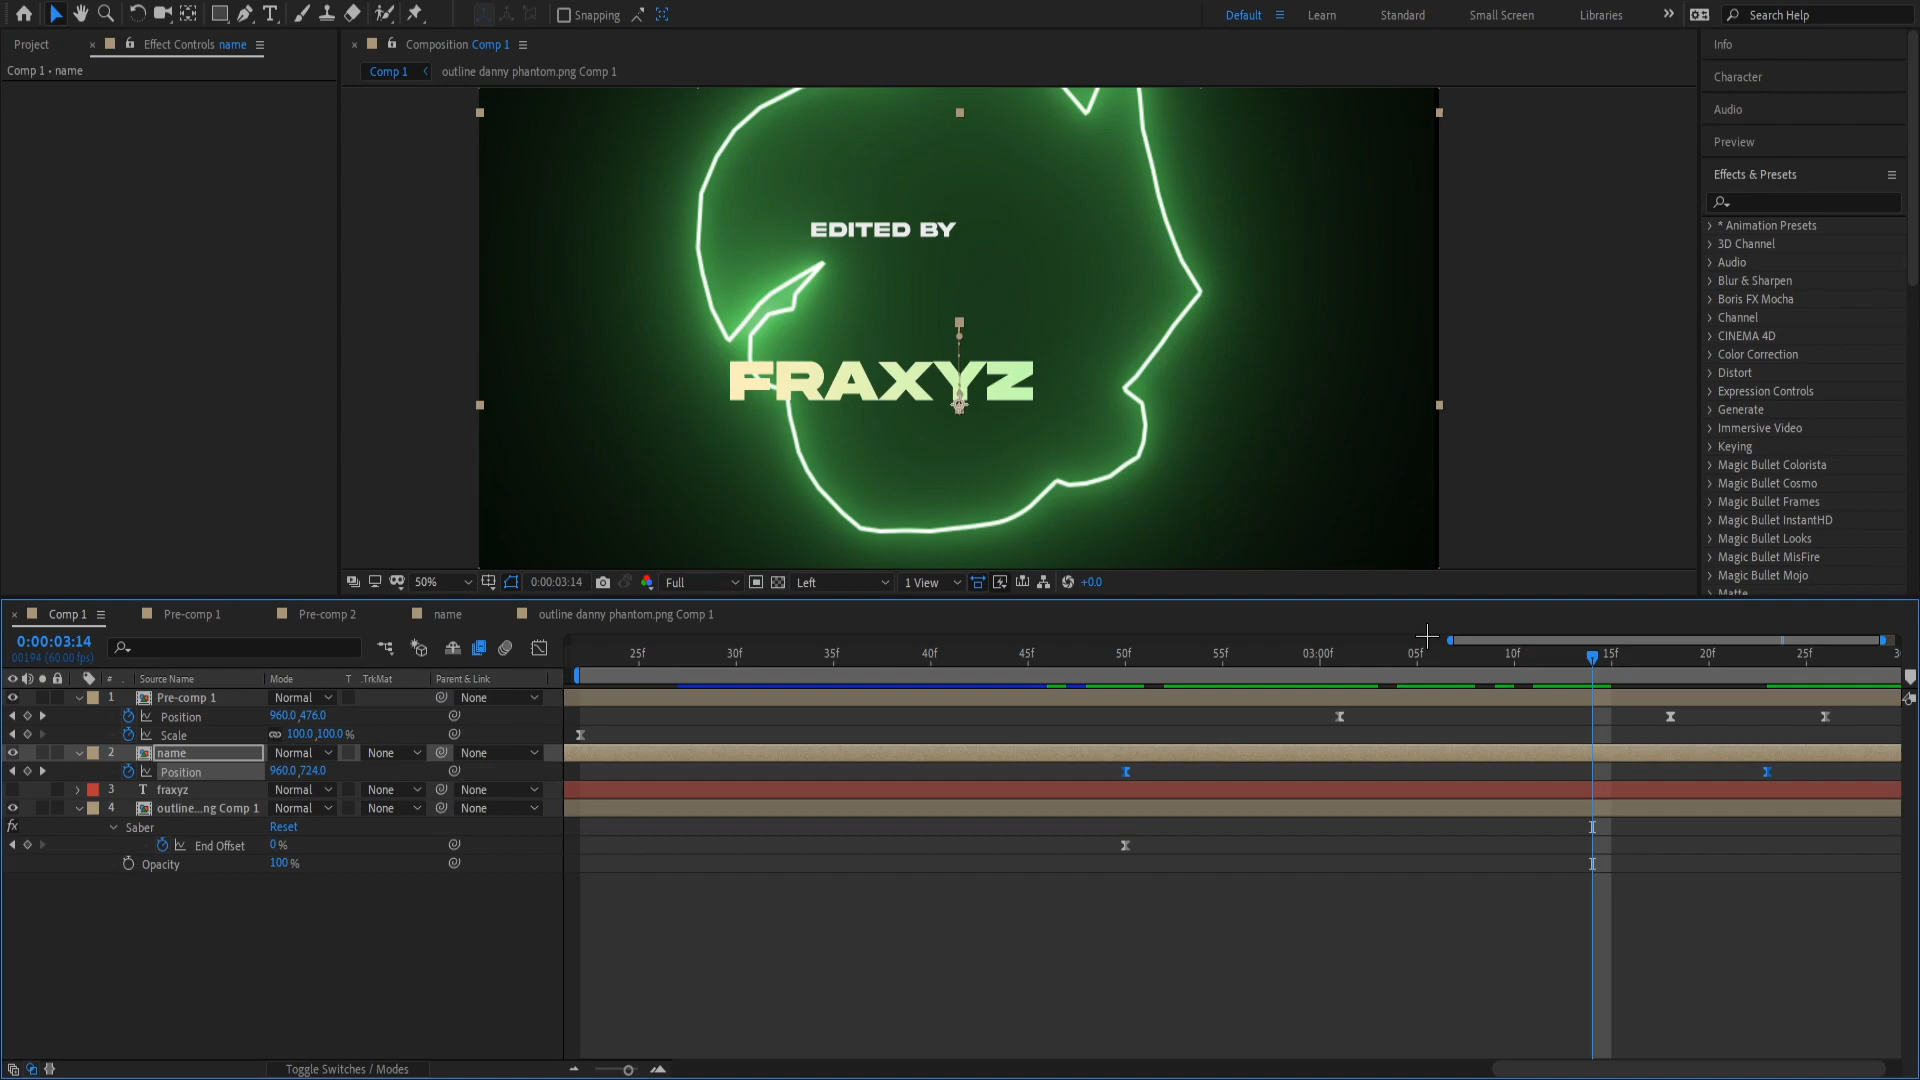 Snapping
Default
Learn
Standard
Small Screen
Libraries
Search Help
Project
Effect Controls name
Composition Comp 1
Info
Comp 1 • name
Comp 1
outline danny phantom.png Comp 1
Character
Audio
Preview
Effects & Presets
* Animation Presets
3D Channel
Audio
Blur & Sharpen
Boris FX Mocha
Channel
CINEMA 4D
Color Correction
Distort
Expression Controls
Generate
Immersive Video
Keying
Magic Bullet Colorista
Magic Bullet Cosmo
Magic Bullet Frames
Magic Bullet InstantHD
Magic Bullet Looks
Magic Bullet MisFire
Magic Bullet Mojo
Matte
EDITED BY
FRAXYZ
50%
0:00:03:14
Full
Left
1 View
+0.0
Comp 1
Pre-comp 1
Pre-comp 2
name
outline danny phantom.png Comp 1
0:00:03:14
00194 (60.00 fps)
25f 30f 35f 40f 45f 50f 55f 03:00f 05f 10f 15f 20f 25f
# Source Name Mode T .TrkMat Parent & Link
1 Pre-comp 1 Normal None
Position 960.0,476.0
Scale 100.0,100.0 %
2 name Normal None None
Position 960.0,724.0
3 T fraxyz Normal None None
4 outline...ng Comp 1 Normal None None
fx Saber Reset
End Offset 0 %
Opacity 100 %
Toggle Switches / Modes